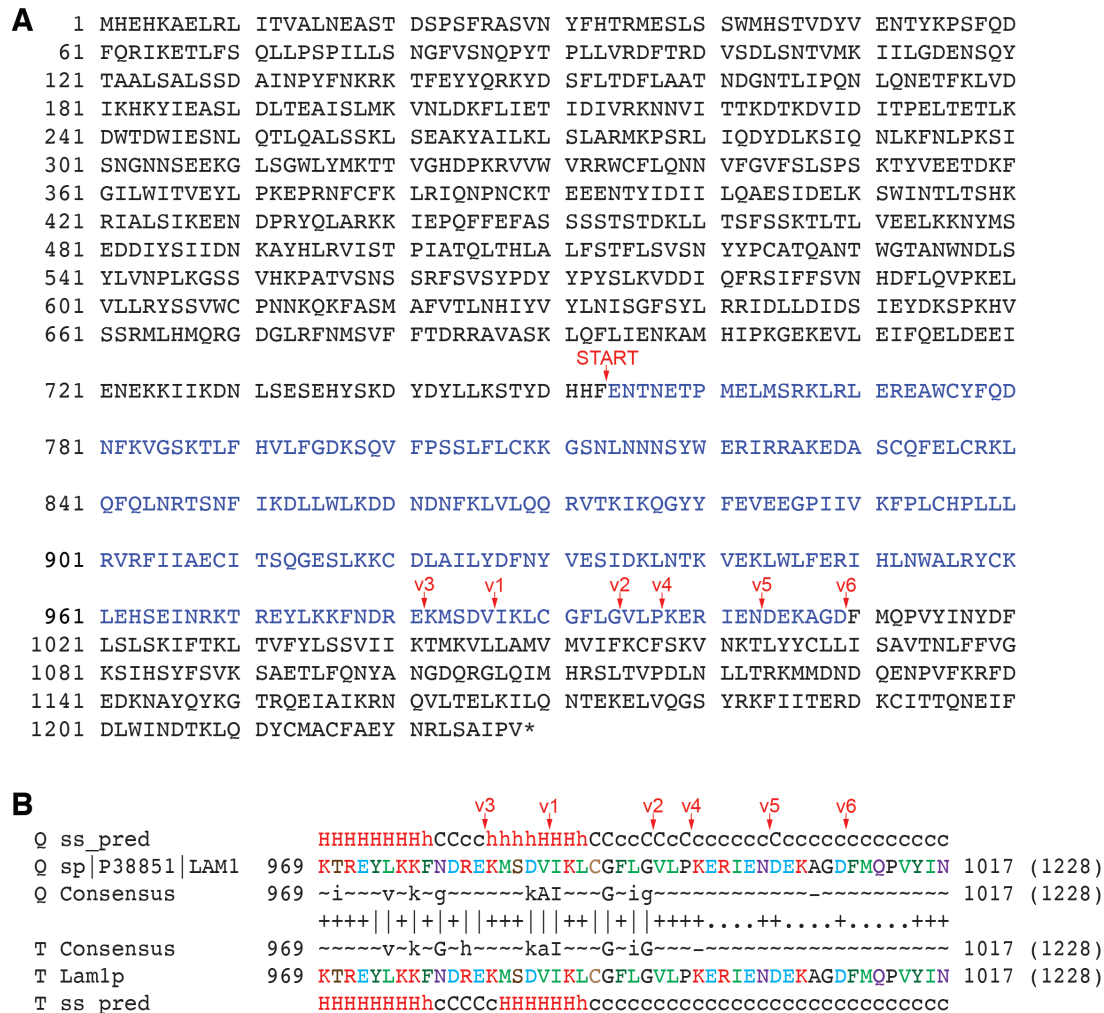 A
1 MHEHKAELRL ITVALNEAST DSPSFRASVN YFHTRMESLS SWMHSTVDYV ENTYKPSFQD
61 FQRIKETLFS QLLPSPILLS NGFVSNQPYT PLLVRDFTRD VSDLSNTVMK IILGDENSQY
121 TAALSALSSD AINPYFNKRK TFEYYQRKYD SFLTDFLAAT NDGNTLIPQN LQNETFKLVD
181 IKHKYIEASL DLTEAISLMK VNLDKFLIET IDIVRKNNVI TTKDTKDVID ITPELTETLK
241 DWTDWIESNL QTLQALSSKL SEAKYAILKL SLARMKPSRL IQDYDLKSIQ NLKFNLPKSI
301 SNGNNSEEKG LSGWLYMKTT VGHDPKRVVW VRRWCFLQNN VFGVFSLSPS KTYVEETDKF
361 GILWITVEYL PKEPRNFCFK LRIQNPNCKT EEENTYIDII LQAESIDELK SWINTLTSHK
421 RIALSIKEEN DPRYQLARKK IEPQFFEFAS SSSTSTDKLL TSFSSKTLTL VEELKKNYMS
481 EDDIYSIIDN KAYHLRVIST PIATQLTHLA LFSTFLSVSN YYPCATQANT WGTANWNDLS
541 YLVNPLKGSS VHKPATVSNS SRFSVSYPDY YPYSLKVDDI QFRSIFFSVN HDFLQVPKEL
601 VLLRYSSVWC PNNKQKFASM AFVTLNHIYV YLNISGFSYL RRIDLLDIDS IEYDKSPKHV
661 SSRMLHMQRG DGLRFNMSVF FTDRRAVASK LQFLIENKAM HIPKGEKEVL EIFQELDEEI
START
721 ENEKKIIKDN LSESEHYSKD YDYLLKSTYD HHFENTNETP MELMSRKLRL EREAWCYFQD
781 NFKVGSKTLF HVLFGDKSQV FPSSLFLCKK GSNLNNNSYW ERIRRAKEDA SCQFELCRKL
841 QFQLNRTSNF IKDLLWLKDD NDNFKLVLQQ RVTKIKQGYY FEVEEGPIIV KFPLCHPLLL
901 RVRFIIAECI TSQGESLKKC DLAILYDFNY VESIDKLNTK VEKLWLFERI HLNWALRYCK
v3 v1 v2 v4 v5 v6
961 LEHSEINRKT REYLKKFNDR EKMSDVIKLC GFLGVLPKER IENDEKAGDF MQPVYINYDF
1021 LSLSKIFTKL TVFYLSSVII KTMKVLLAMV MVIFKCFSKV NKTLYYCLLI SAVTNLFFVG
1081 KSIHSYFSVK SAETLFQNYA NGDQRGLQIM HRSLTVPDLN LLTRKMMDND QENPVFKRFD
1141 EDKNAYQYKG TRQEIAIKRN QVLTELKILQ NTEKELVQGS YRKFIITERD KCITTQNEIF
1201 DLWINDTKLQ DYCMACFAEY NRLSAIPV*
B
v3 v1 v2 v4 v5 v6
Q ss_pred HHHHHHHHhCCCcchhhhHHHhCCCccCCcCcccccccCcccccccccccc
Q sp|P38851|LAM1 969 KTREYLKKFNDREKMSDVIKLCGFLGVLPKERIENDEKAGDFMQPVYIN 1017 (1228)
Q Consensus 969 ~i~~~v~k~g~~~~~~kAI~~~G~ig~~~~~~~~~~~~~-~~~~~~~~~ 1017 (1228)
++++||+|+|+||+++||||++||+||++++....++....+.....+++
T Consensus 969 ~~~~~v~k~G~h~~~~kaI~~~G~iG~~~-~~~~~~~~~~~~~~~~~~~ 1017 (1228)
T Lam1p 969 KTREYLKKFNDREKMSDVIKLCGFLGVLPKERIENDEKAGDFMQPVYIN 1017 (1228)
T ss_pred HHHHHHHHhcCCCcHHHHHHhccccccccccccccccccccccccccc